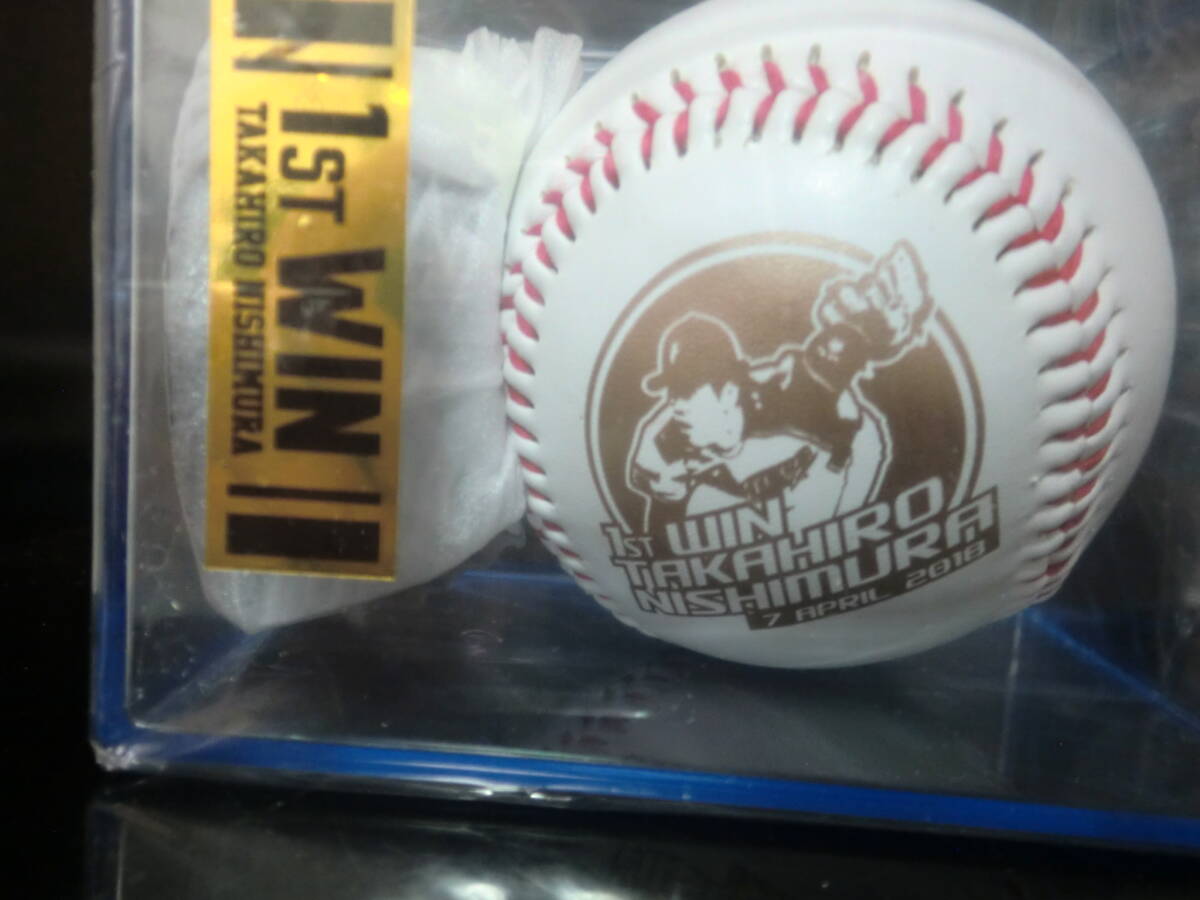 1ST WIN
TAKAHIRO NISHIMURA
1ST WIN
TAKAHIRO
NISHIMURA
7 APRIL 2018